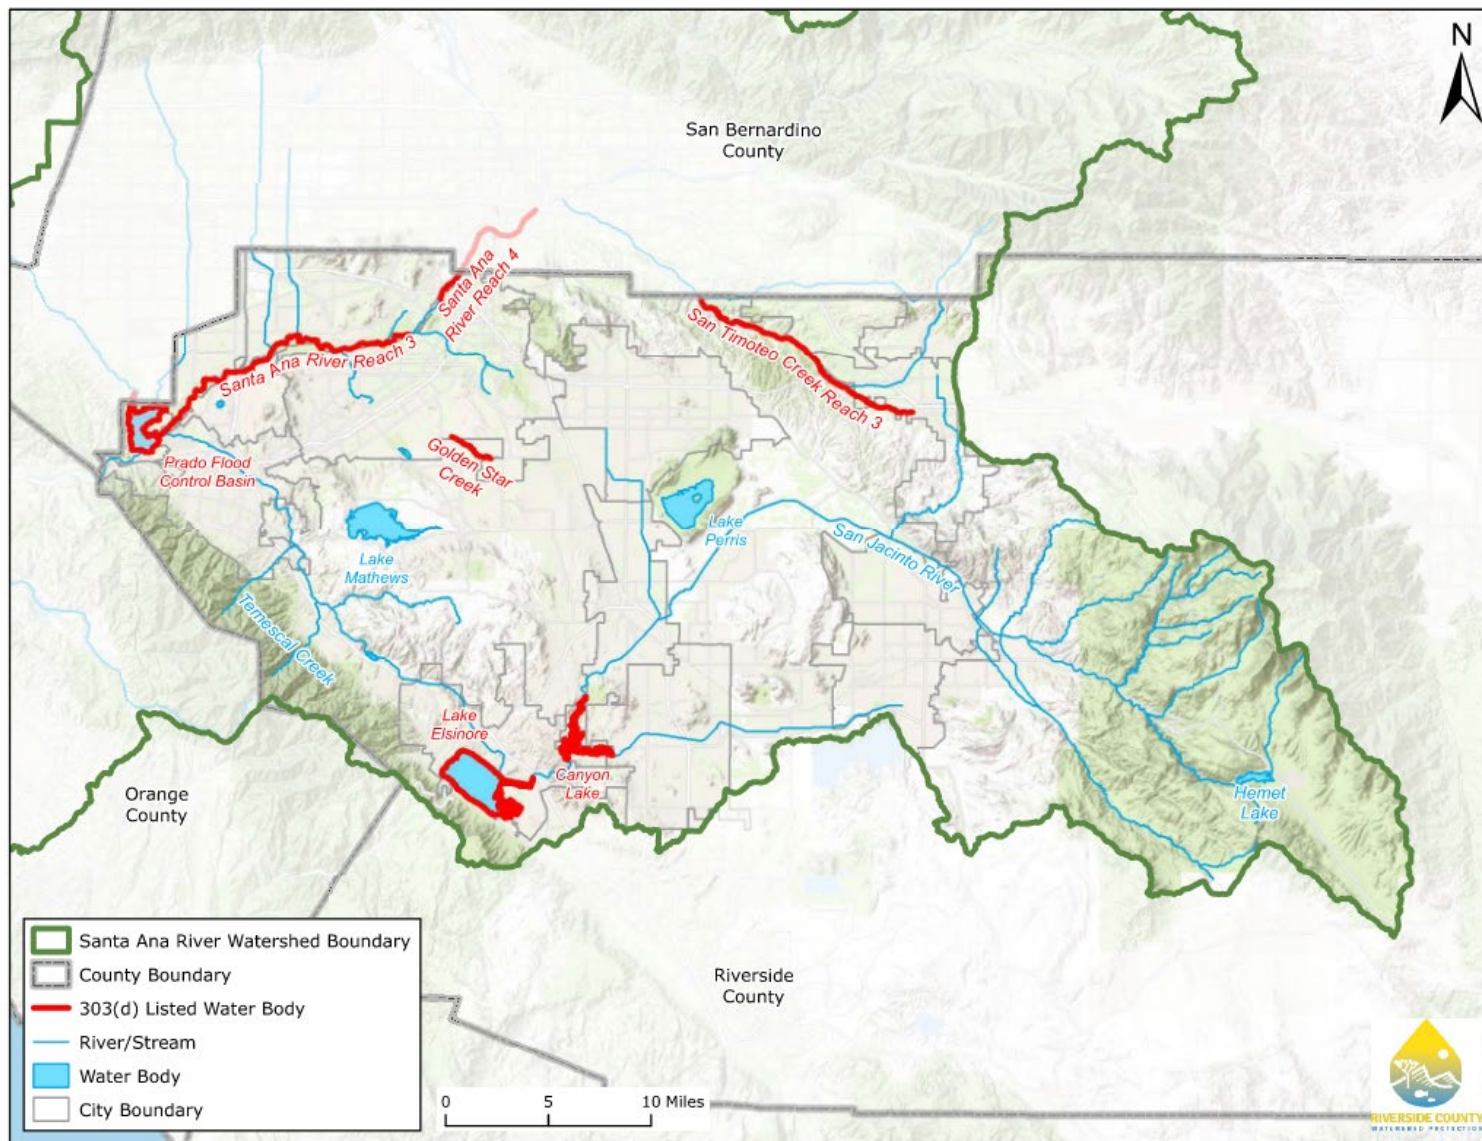 N
San Bernardino
County
Santa Ana
River Reach 4
Santa Ana River Reach 3
San Timoteo Creek Reach 3
Prado Flood
Control Basin
Golden Star
Creek
Lake
Mathews
Lake
Perris
San Jacinto River
Temescal Creek
Lake
Elsinore
Canyon
Lake
Hemet
Lake
Orange
County
Riverside
County
Santa Ana River Watershed Boundary
County Boundary
303(d) Listed Water Body
River/Stream
Water Body
City Boundary
0 5 10 Miles
RIVERSIDE COUNTY
WATERSHED PROTECTION